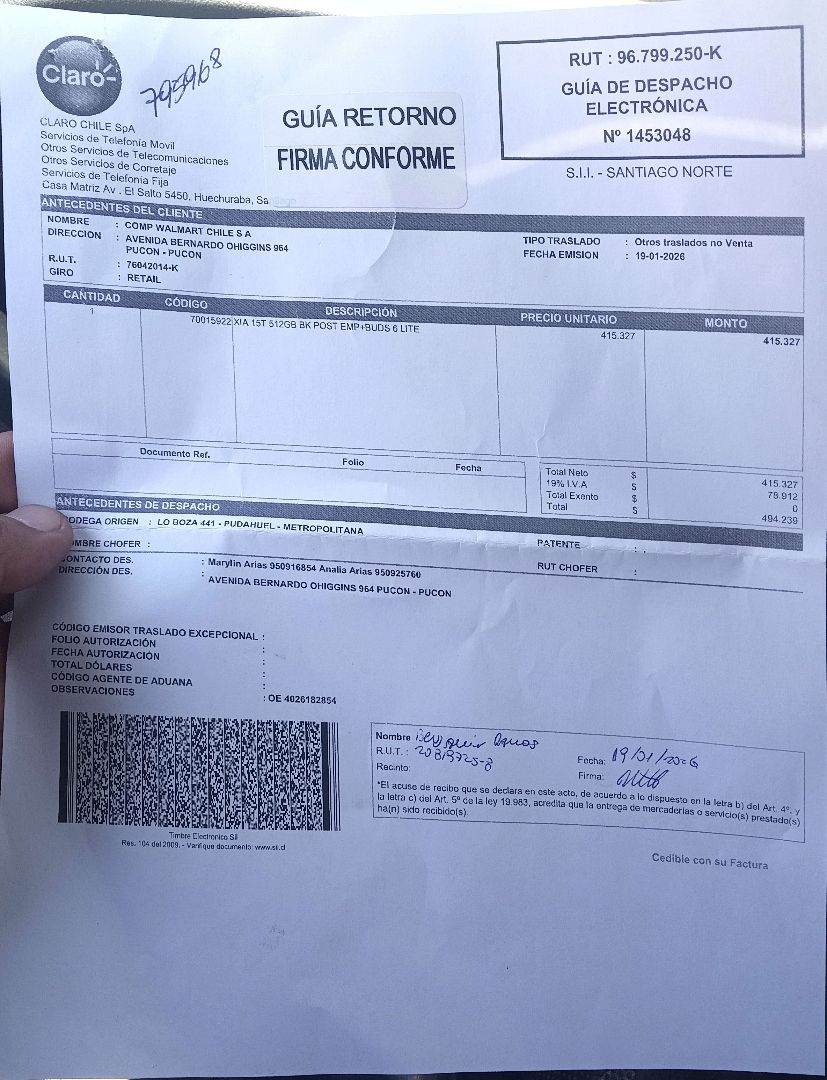 Claro
795968
GUÍA RETORNO
FIRMA CONFORME
RUT : 96.799.250-K
GUÍA DE DESPACHO
ELECTRÓNICA
Nº 1453048
S.I.I. - SANTIAGO NORTE
CLARO CHILE SpA
Servicios de Telefonía Movil
Otros Servicios de Telecomunicaciones
Otros Servicios de Corretaje
Servicios de Telefonía Fija
Casa Matriz Av . El Salto 5450, Huechuraba, Sa
ANTECEDENTES DEL CLIENTE
NOMBRE : COMP WALMART CHILE S A
DIRECCION : AVENIDA BERNARDO OHIGGINS 964
PUCON - PUCON
R.U.T. : 76042014-K
GIRO : RETAIL
TIPO TRASLADO : Otros traslados no Venta
FECHA EMISION : 19-01-2026
CANTIDAD CÓDIGO DESCRIPCIÓN PRECIO UNITARIO MONTO
1 70015922 XIA 15T 512GB BK POST EMP+BUDS 6 LITE 415.327 415.327
Documento Ref. Folio Fecha
Total Neto $ 415.327
19% I.V.A $ 78.912
Total Exento $ 0
Total $ 494.239
ANTECEDENTES DE DESPACHO
ODEGA ORIGEN : LO BOZA 441 - PUDAHUEL - METROPOLITANA
MBRE CHOFER :
PATENTE : .
ONTACTO DES. : Marylin Arias 950916854 Analia Arias 950925760
RUT CHOFER :
DIRECCIÓN DES. : AVENIDA BERNARDO OHIGGINS 964 PUCON - PUCON
CÓDIGO EMISOR TRASLADO EXCEPCIONAL :
FOLIO AUTORIZACIÓN :
FECHA AUTORIZACIÓN :
TOTAL DÓLARES :
CÓDIGO AGENTE DE ADUANA :
OBSERVACIONES : OE 4026182854
Nombre
R.U.T. : 20819725-8
Recinto:
Fecha: 19/01/2026
Firma:
*El acuse de recibo que se declara en este acto, de acuerdo a lo dispuesto en la letra b) del Art. 4º, y
la letra c) del Art. 5º de la ley 19.983, acredita que la entrega de mercaderías o servicio(s) prestado(s)
ha(n) sido recibido(s).
Timbre Electronico SII
Res. 104 del 2009. - Verifique documento: www.sii.cl
Cedible con su Factura